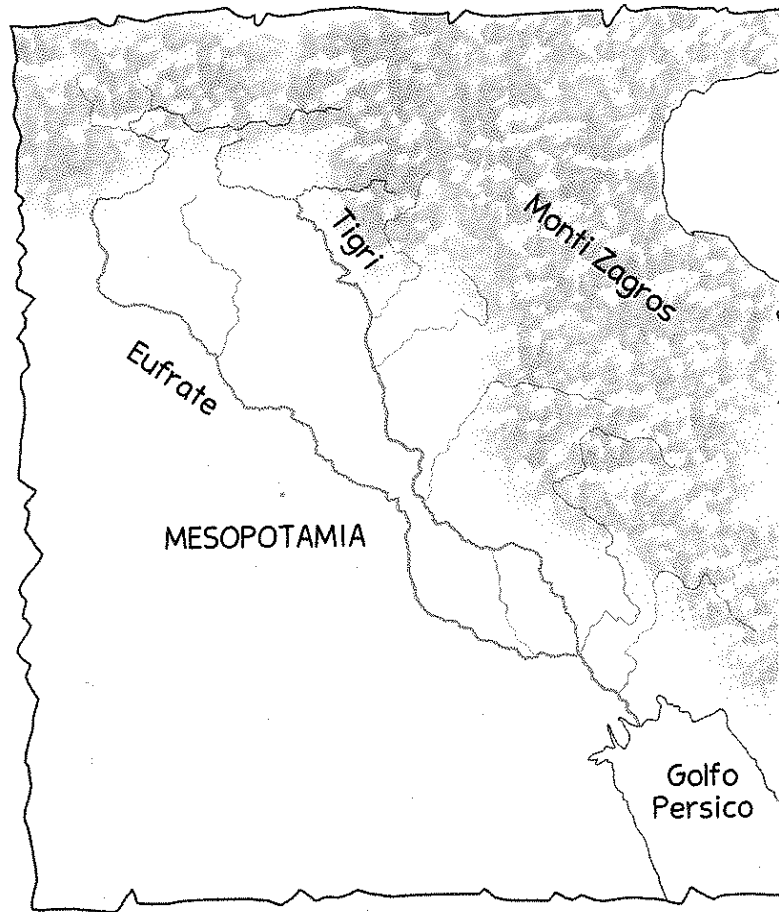 Tigri
Monti Zagros
Eufrate
MESOPOTAMIA
Golfo
Persico